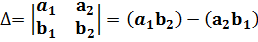 Δ= |a₁ a₂| = (a₁b₂) − (a₂b₁)
|b₁ b₂|